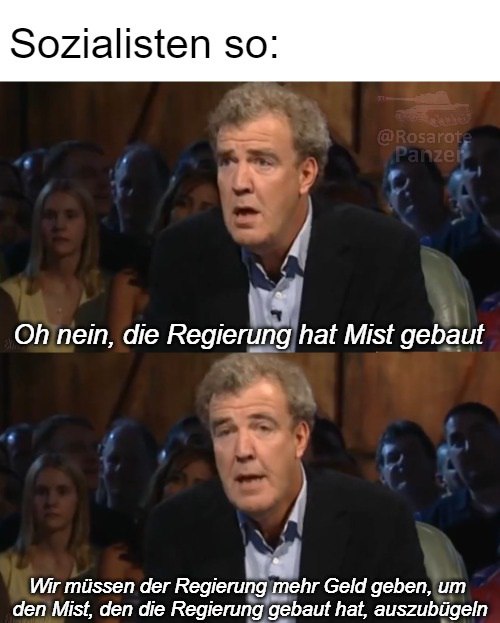 Sozialisten so:
@Rosarote
Panzer
Oh nein, die Regierung hat Mist gebaut
Wir müssen der Regierung mehr Geld geben, um
den Mist, den die Regierung gebaut hat, auszubügeln